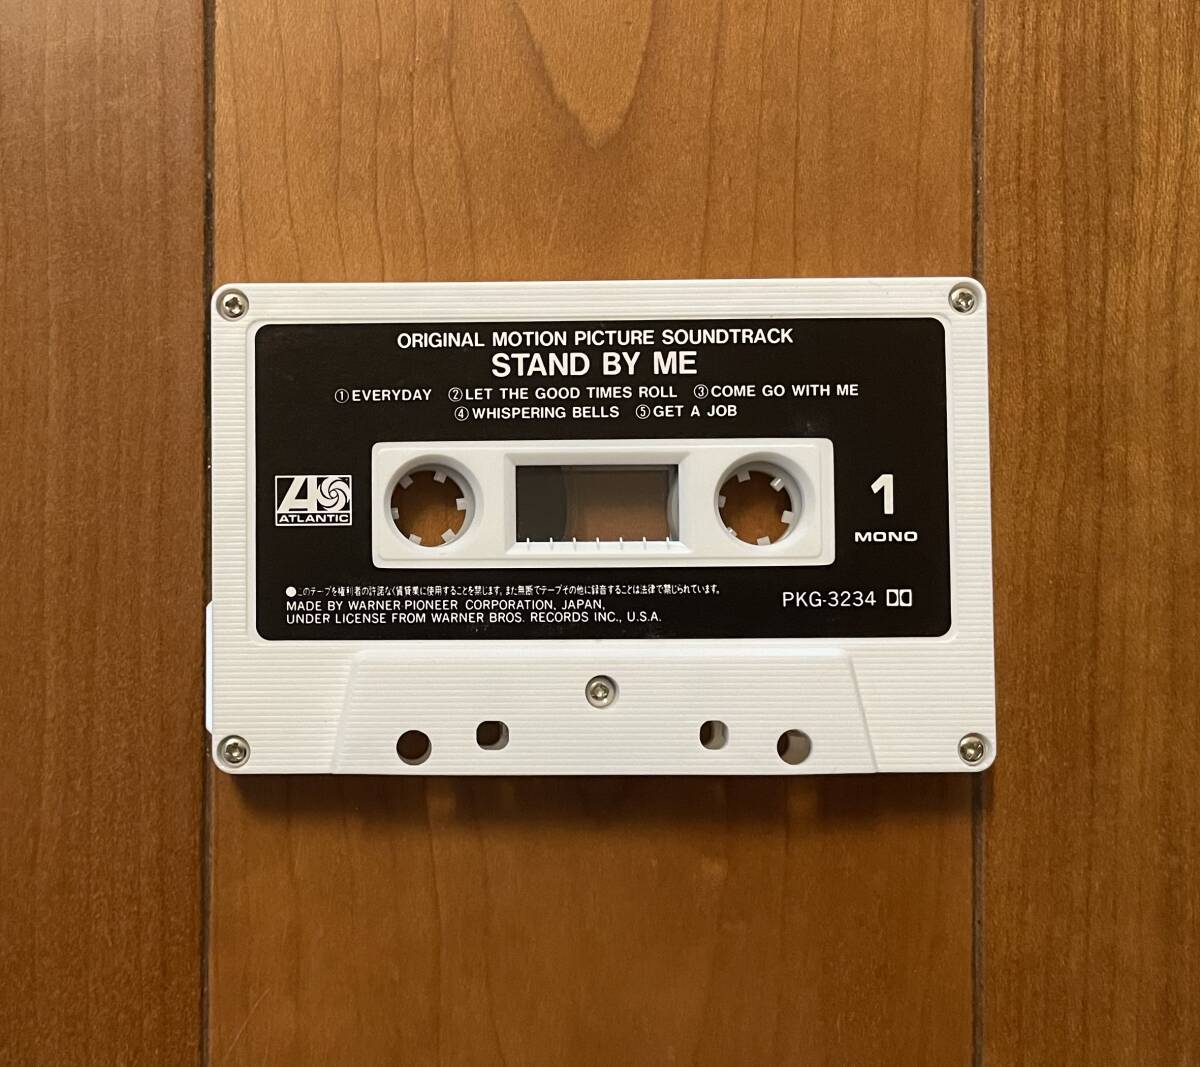 ORIGINAL MOTION PICTURE SOUNDTRACK
STAND BY ME
①EVERYDAY ②LET THE GOOD TIMES ROLL ③COME GO WITH ME
④WHISPERING BELLS ⑤GET A JOB
ATLANTIC
1
MONO
●このテープを権利者の許諾なく賃貸業に使用することを禁じます。また無断でテープその他に録音することは法律で禁じられています。
MADE BY WARNER-PIONEER CORPORATION, JAPAN,
UNDER LICENSE FROM WARNER BROS. RECORDS INC., U.S.A.
PKG-3234